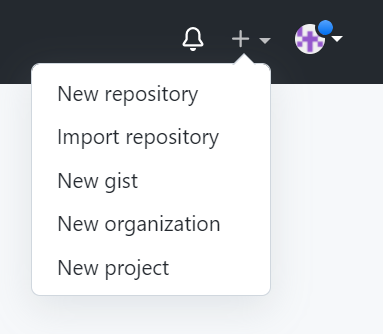 New repository
Import repository
New gist
New organization
New project